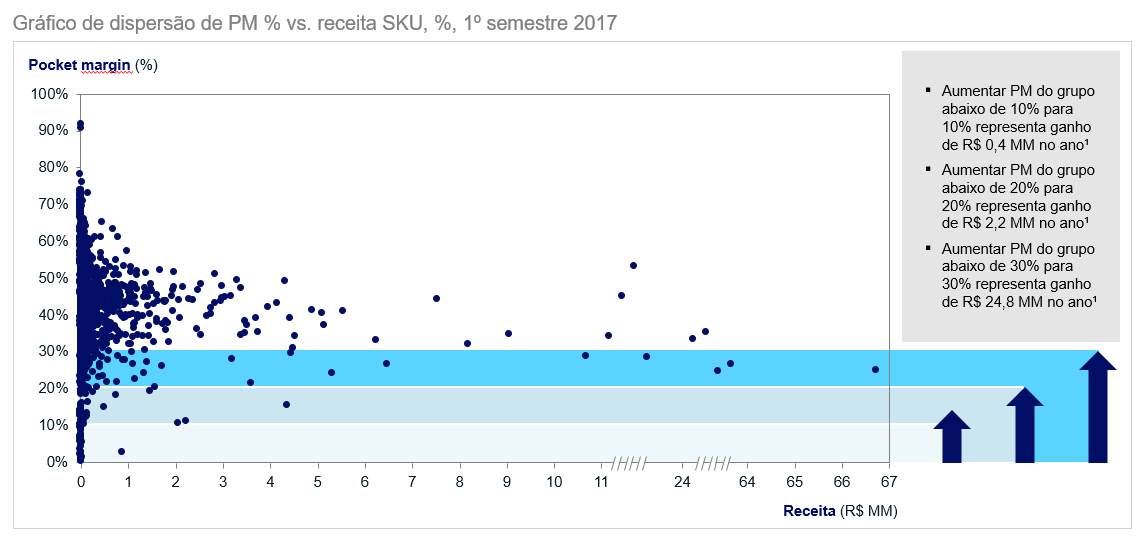 Gráfico de dispersão de PM % vs. receita SKU, %, 1º semestre 2017
Pocket margin (%)
100%
90%
80%
70%
60%
50%
40%
30%
20%
10%
0%
0 1 2 3 4 5 6 7 8 9 10 11 24 64 65 66 67
Receita (R$ MM)
▪ Aumentar PM do grupo
abaixo de 10% para
10% representa ganho
de R$ 0,4 MM no ano¹
▪ Aumentar PM do grupo
abaixo de 20% para
20% representa ganho
de R$ 2,2 MM no ano¹
▪ Aumentar PM do grupo
abaixo de 30% para
30% representa ganho
de R$ 24,8 MM no ano¹